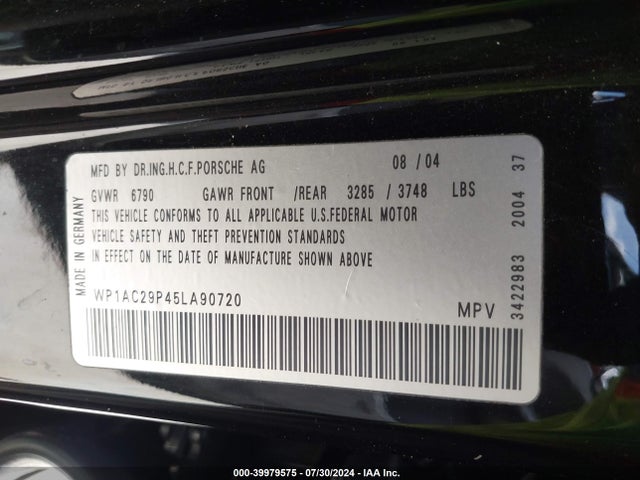 MFD BY DR.ING.H.C.F.PORSCHE AG 08 / 04
GVWR 6790 GAWR FRONT /REAR 3285 / 3748 LBS
THIS VEHICLE CONFORMS TO ALL APPLICABLE U.S.FEDERAL MOTOR
VEHICLE SAFETY AND THEFT PREVENTION STANDARDS
IN EFFECT ON THE DATE OF MANUFACTURE SHOWN ABOVE
WP1AC29P45LA90720 MPV
MADE IN GERMANY
3422983 2004 37
000-39979575 - 07/30/2024 - IAA Inc.